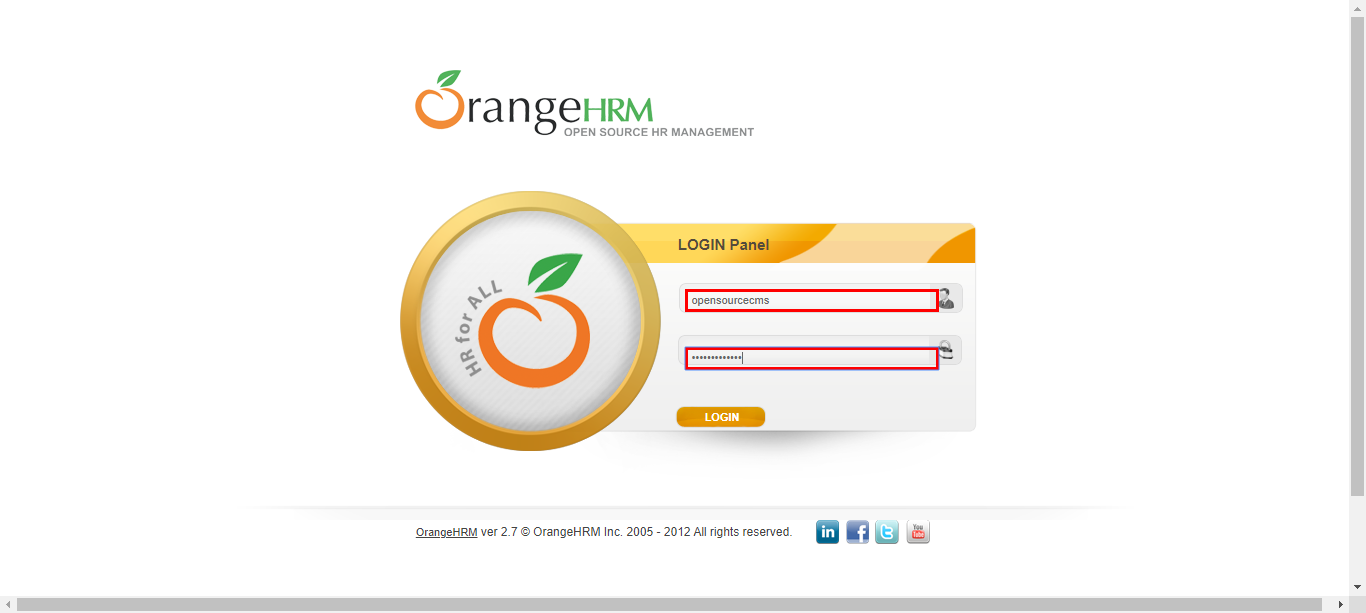 OrangeHRM
OPEN SOURCE HR MANAGEMENT
HR for ALL
LOGIN Panel
opensourcecms
•••••••••••••
LOGIN
OrangeHRM ver 2.7 © OrangeHRM Inc. 2005 - 2012 All rights reserved.
in
f
t
You
Tube